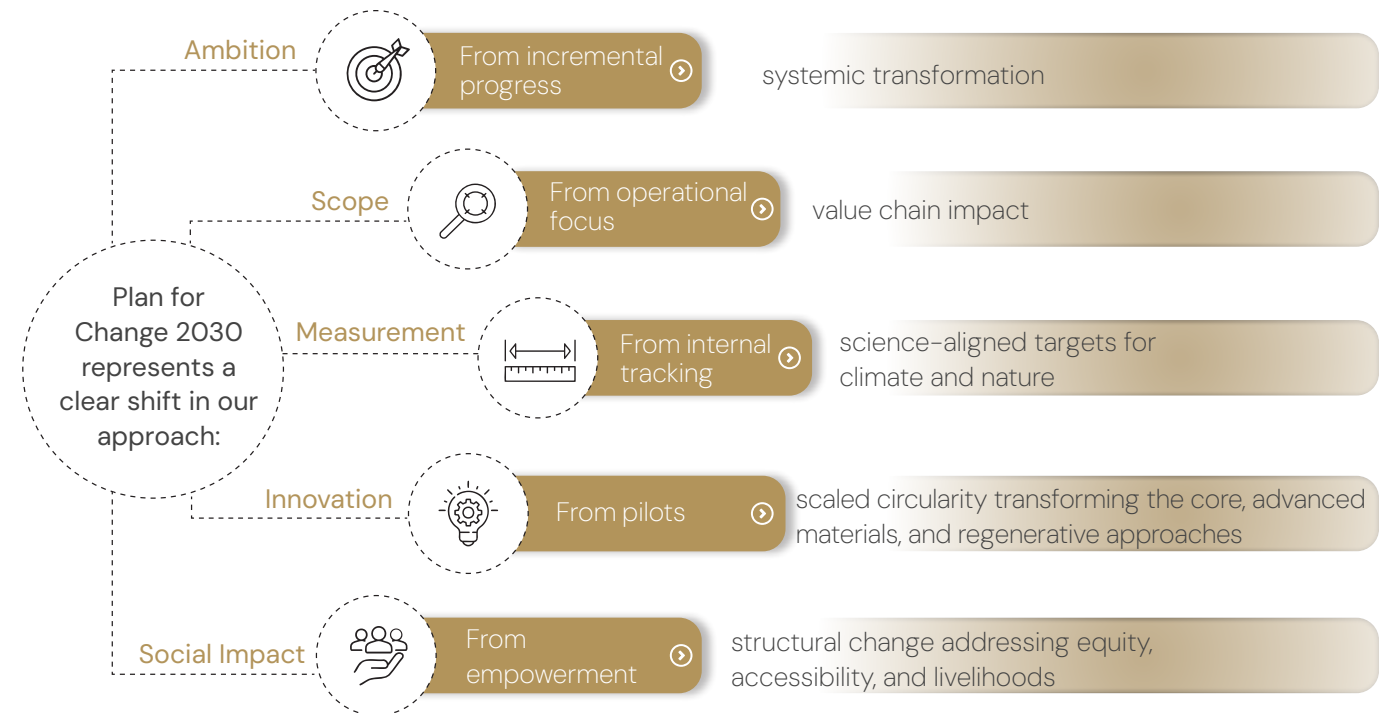 Plan for
Change 2030
represents a
clear shift in our
approach:
Ambition
From incremental
progress
systemic transformation
Scope
From operational
focus
value chain impact
Measurement
From internal
tracking
science-aligned targets for
climate and nature
Innovation
From pilots
scaled circularity transforming the core, advanced
materials, and regenerative approaches
Social Impact
From
empowerment
structural change addressing equity,
accessibility, and livelihoods